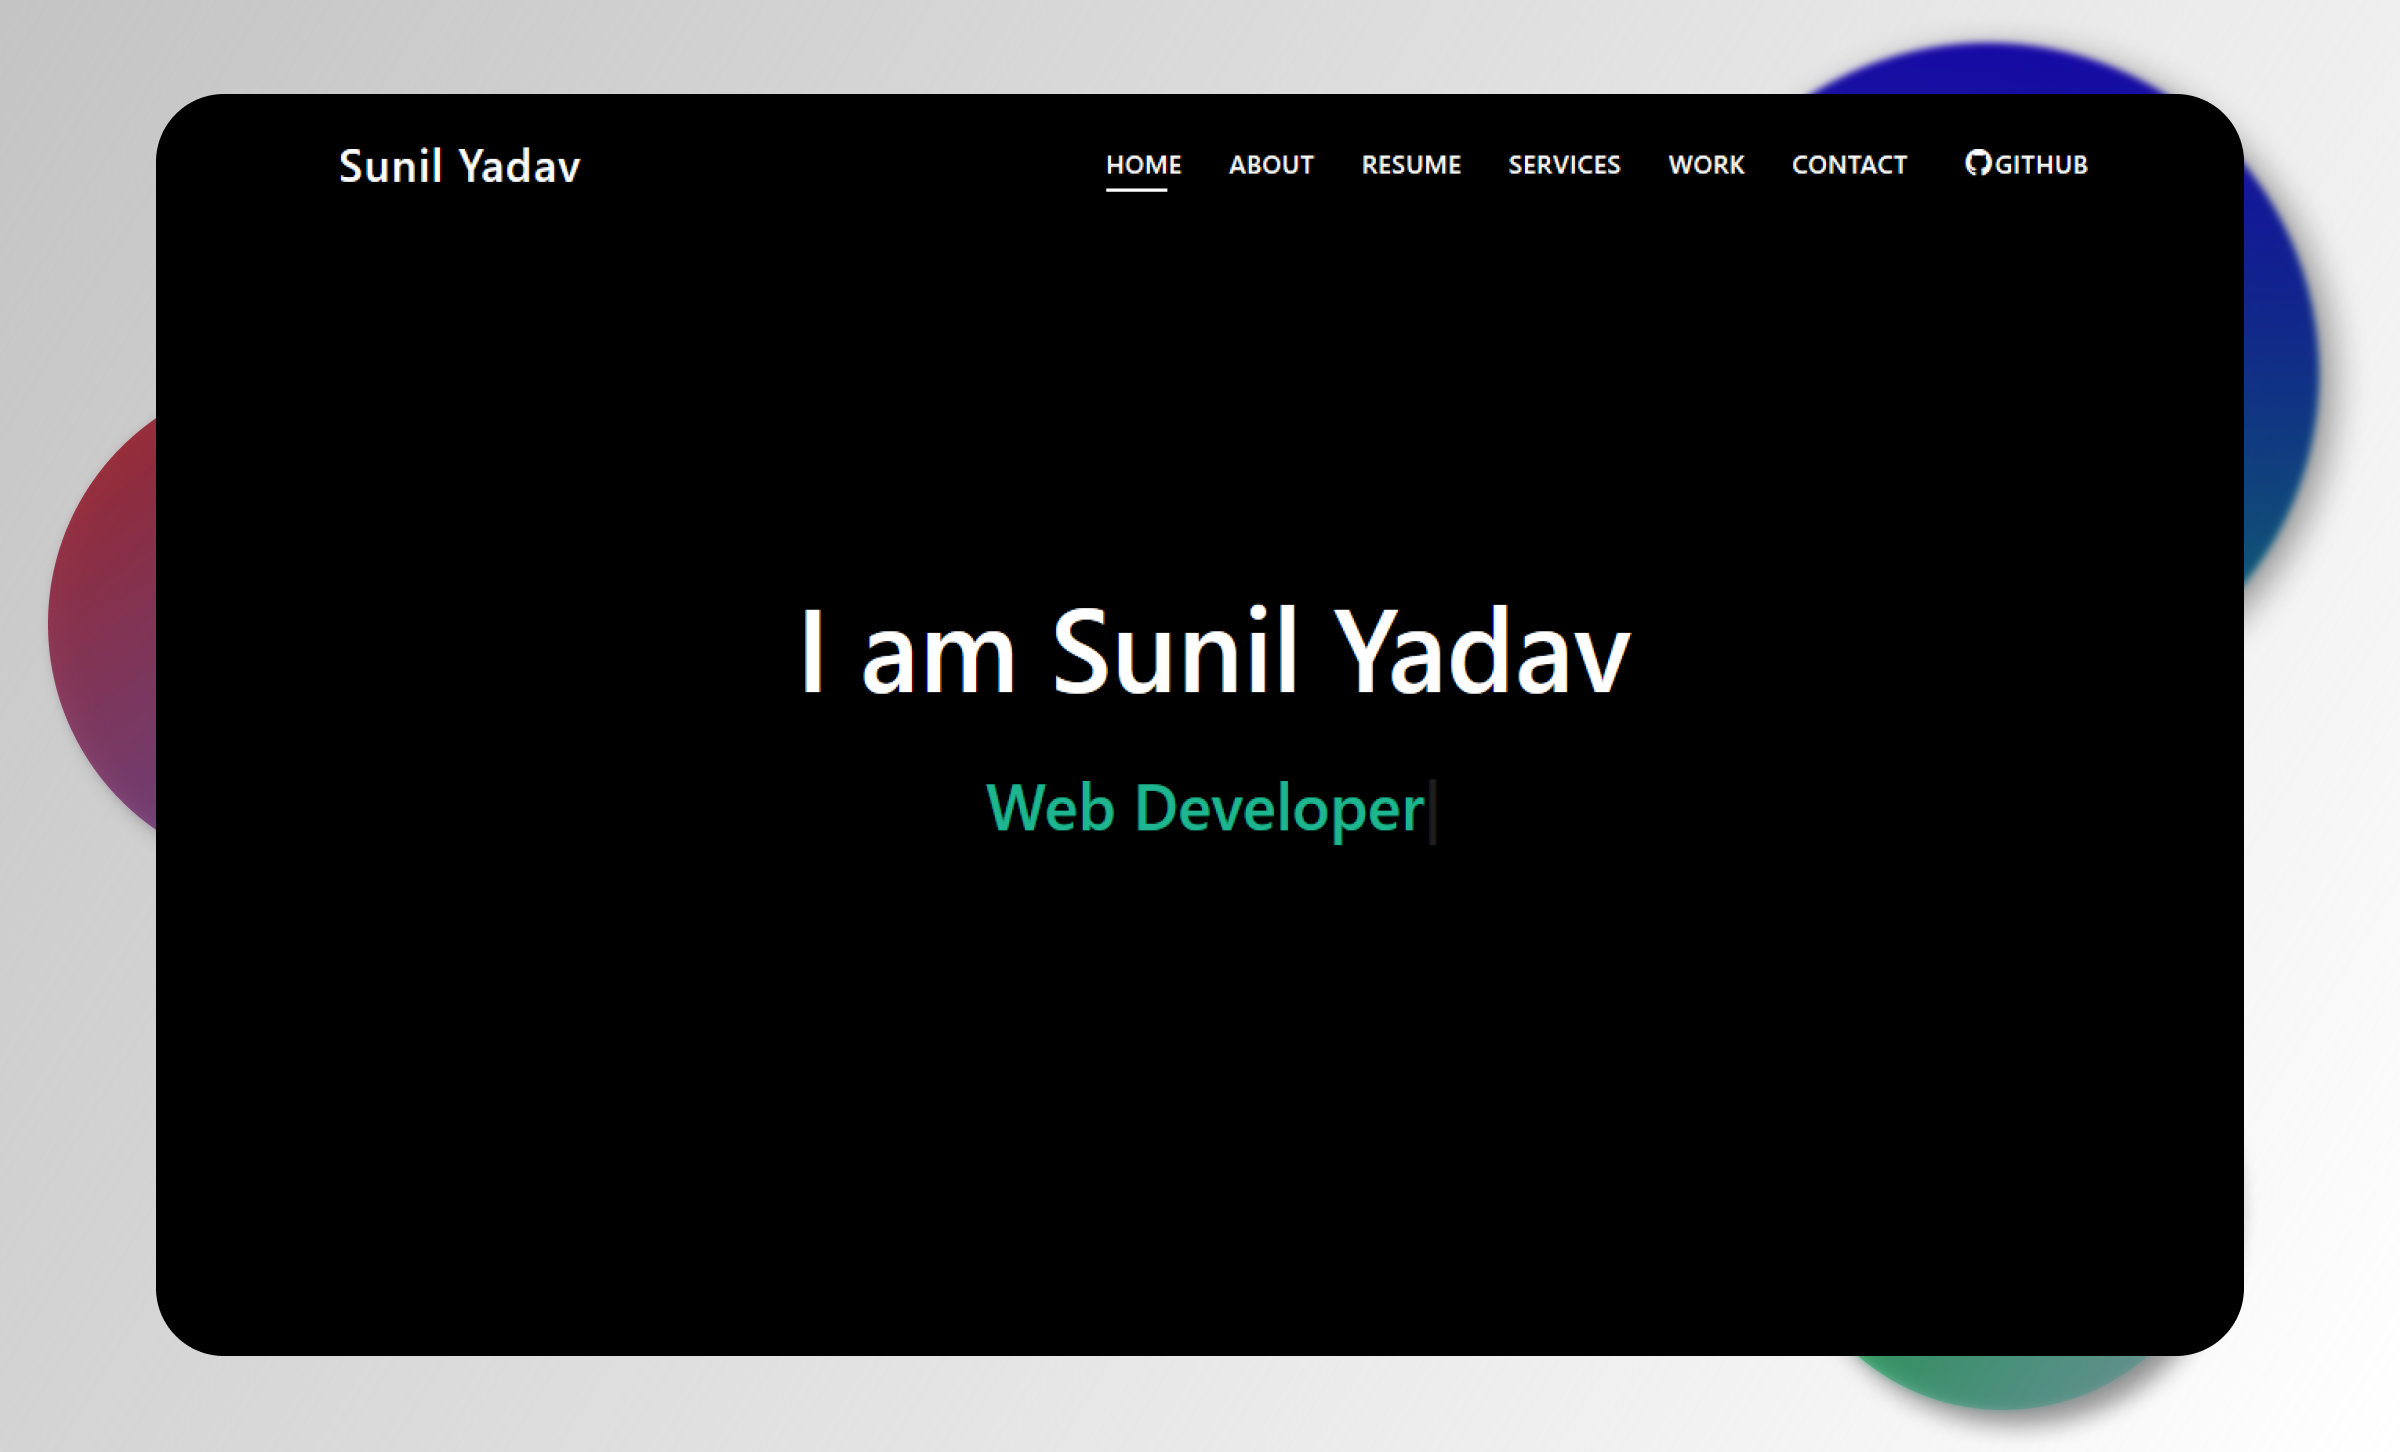 Sunil Yadav
HOME ABOUT RESUME SERVICES WORK CONTACT GITHUB
I am Sunil Yadav
Web Developer